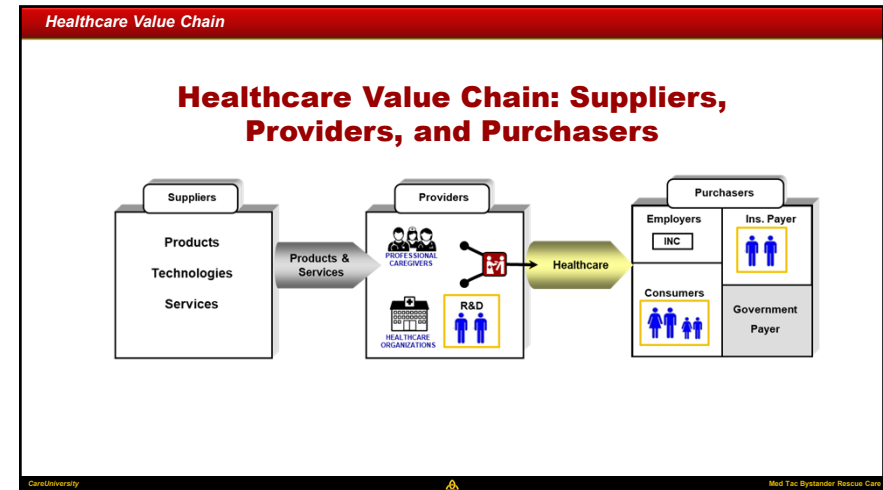 Healthcare Value Chain
Healthcare Value Chain: Suppliers,
Providers, and Purchasers
Suppliers
Products
Technologies
Services
Products &
Services
Providers
PROFESSIONAL
CAREGIVERS
HEALTHCARE
ORGANIZATIONS
R&D
Healthcare
Purchasers
Employers
INC
Ins. Payer
Consumers
Government
Payer
CareUniversity
Med Tac Bystander Rescue Care